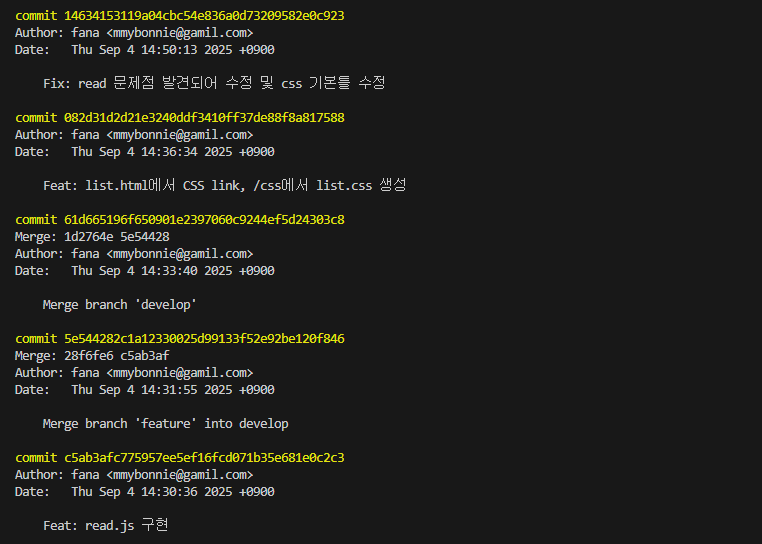 commit 14634153119a04cbc54e836a0d73209582e0c923
Author: fana <mmybonnie@gamil.com>
Date:   Thu Sep 4 14:50:13 2025 +0900
Fix: read 문제점 발견되어 수정 및 css 기본틀 수정
commit 082d31d2d21e3240ddf3410ff37de88f8a817588
Author: fana <mmybonnie@gamil.com>
Date:   Thu Sep 4 14:36:34 2025 +0900
Feat: list.html에서 CSS link, /css에서 list.css 생성
commit 61d665196f650901e2397060c9244ef5d24303c8
Merge: 1d2764e 5e54428
Author: fana <mmybonnie@gamil.com>
Date:   Thu Sep 4 14:33:40 2025 +0900
Merge branch 'develop'
commit 5e544282c1a12330025d99133f52e92be120f846
Merge: 28f6fe6 c5ab3af
Author: fana <mmybonnie@gamil.com>
Date:   Thu Sep 4 14:31:55 2025 +0900
Merge branch 'feature' into develop
commit c5ab3afc775957ee5ef16fcd071b35e681e0c2c3
Author: fana <mmybonnie@gamil.com>
Date:   Thu Sep 4 14:30:36 2025 +0900
Feat: read.js 구현